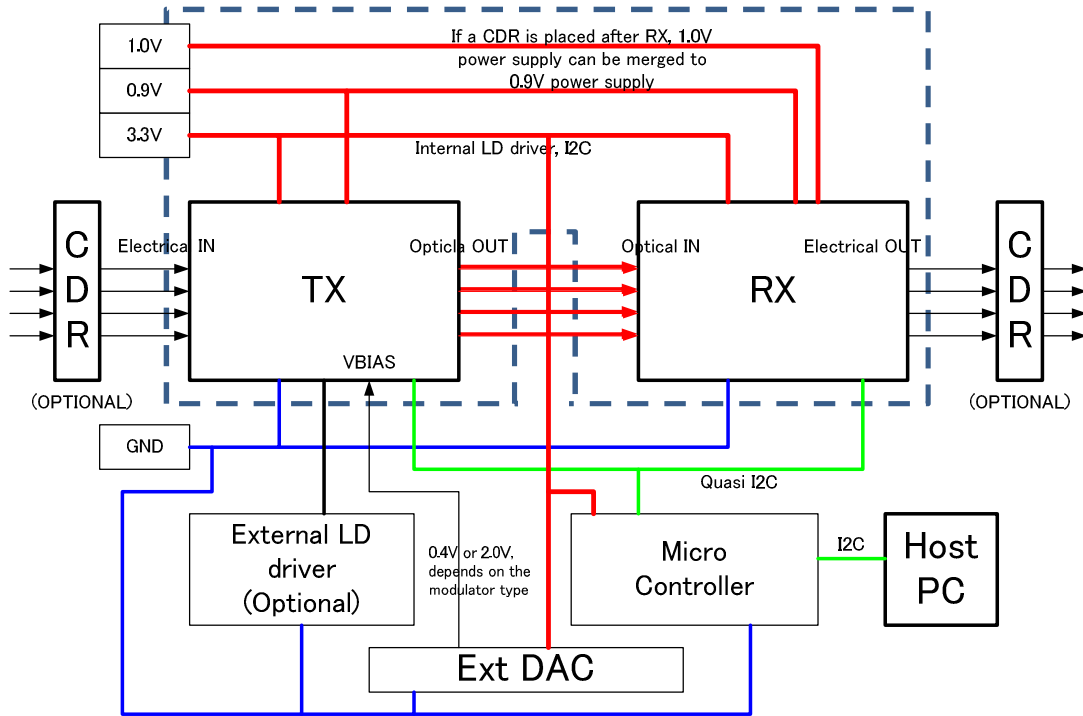 1.0V
If a CDR is placed after RX, 1.0V
power supply can be merged to
0.9V power supply
0.9V
3.3V
Internal LD driver, I2C
C
D
R
Electrical IN
TX
Opticla OUT
Optical IN
RX
Electrical OUT
C
D
R
VBIAS
(OPTIONAL)
(OPTIONAL)
GND
Quasi I2C
External LD
driver
(Optional)
0.4V or 2.0V,
depends on the
modulator type
Micro
Controller
I2C
Host
PC
Ext DAC